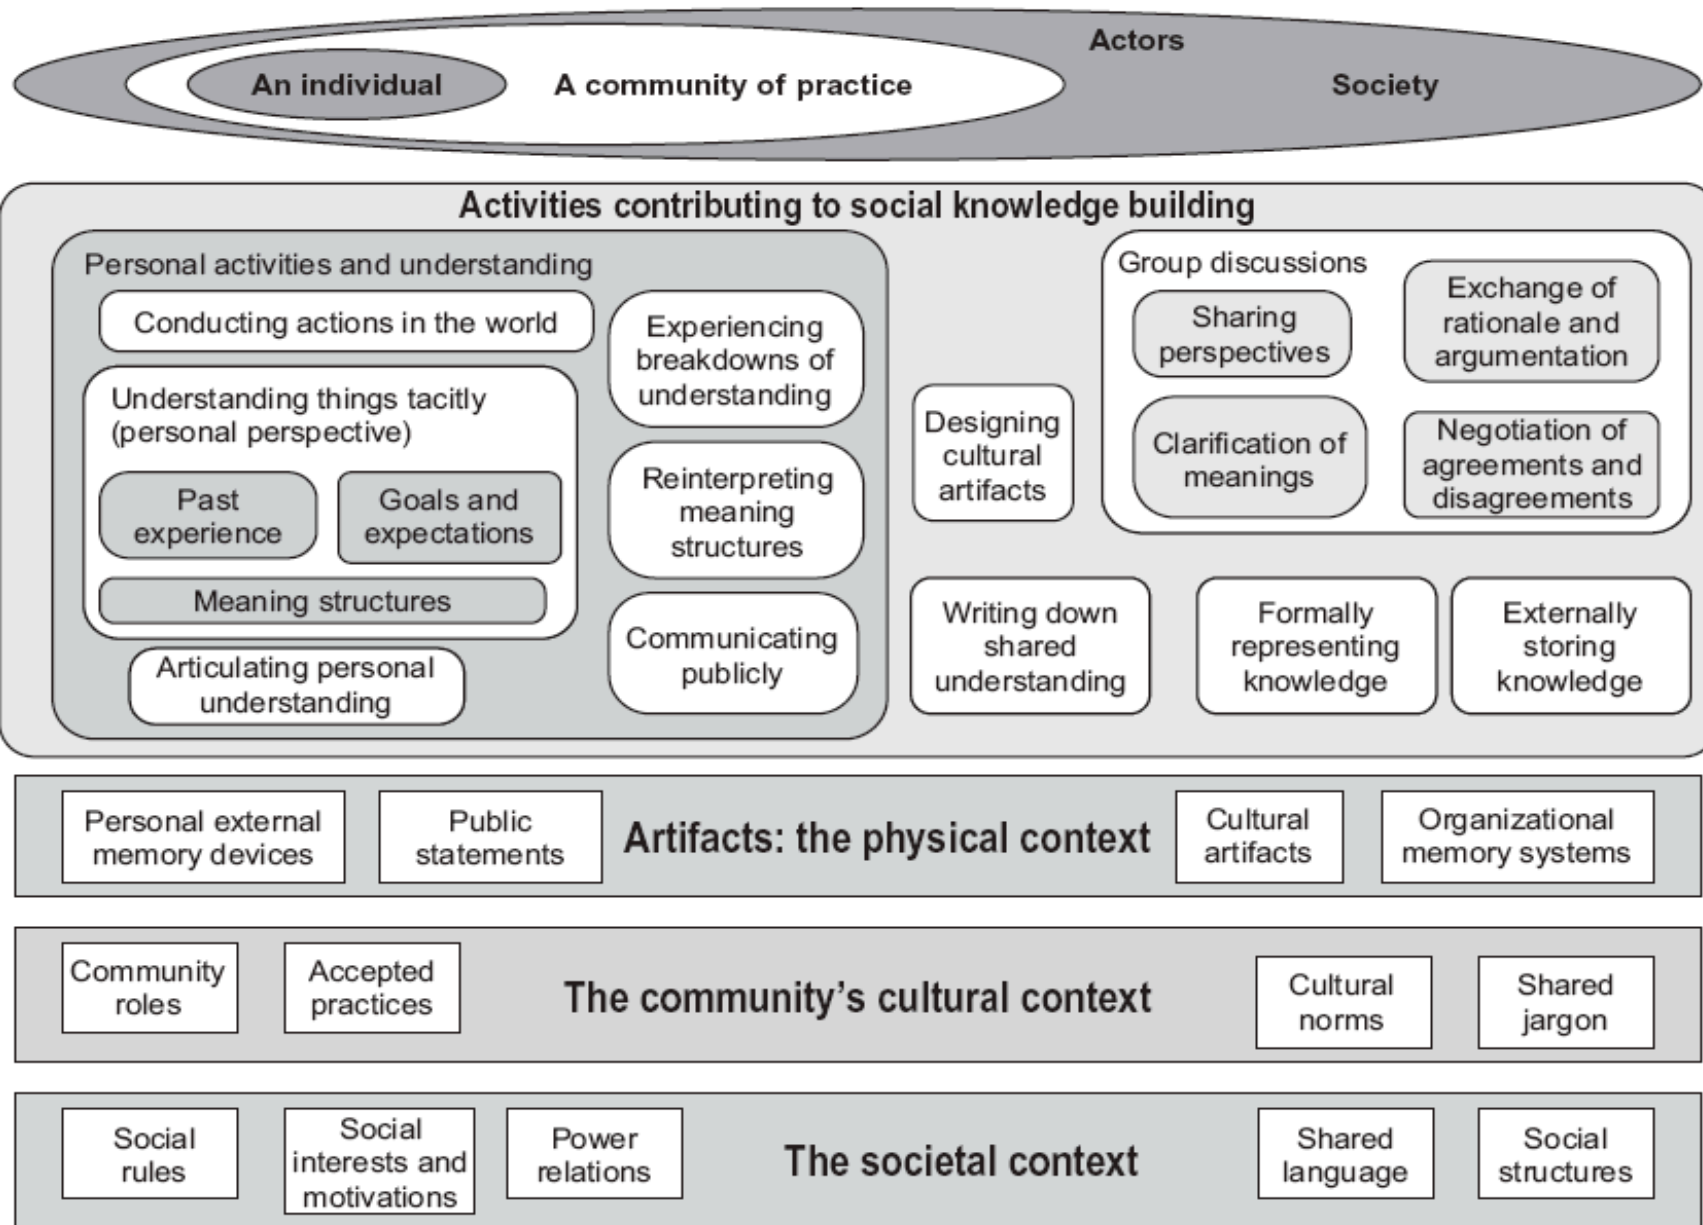 Actors
An individual
A community of practice
Society
Activities contributing to social knowledge building
Personal activities and understanding
Conducting actions in the world
Understanding things tacitly
(personal perspective)
Past
experience
Goals and
expectations
Meaning structures
Articulating personal
understanding
Experiencing
breakdowns of
understanding
Reinterpreting
meaning
structures
Communicating
publicly
Designing
cultural
artifacts
Group discussions
Sharing
perspectives
Exchange of
rationale and
argumentation
Clarification of
meanings
Negotiation of
agreements and
disagreements
Writing down
shared
understanding
Formally
representing
knowledge
Externally
storing
knowledge
Personal external
memory devices
Public
statements
Artifacts: the physical context
Cultural
artifacts
Organizational
memory systems
Community
roles
Accepted
practices
The community’s cultural context
Cultural
norms
Shared
jargon
Social
rules
Social
interests and
motivations
Power
relations
The societal context
Shared
language
Social
structures